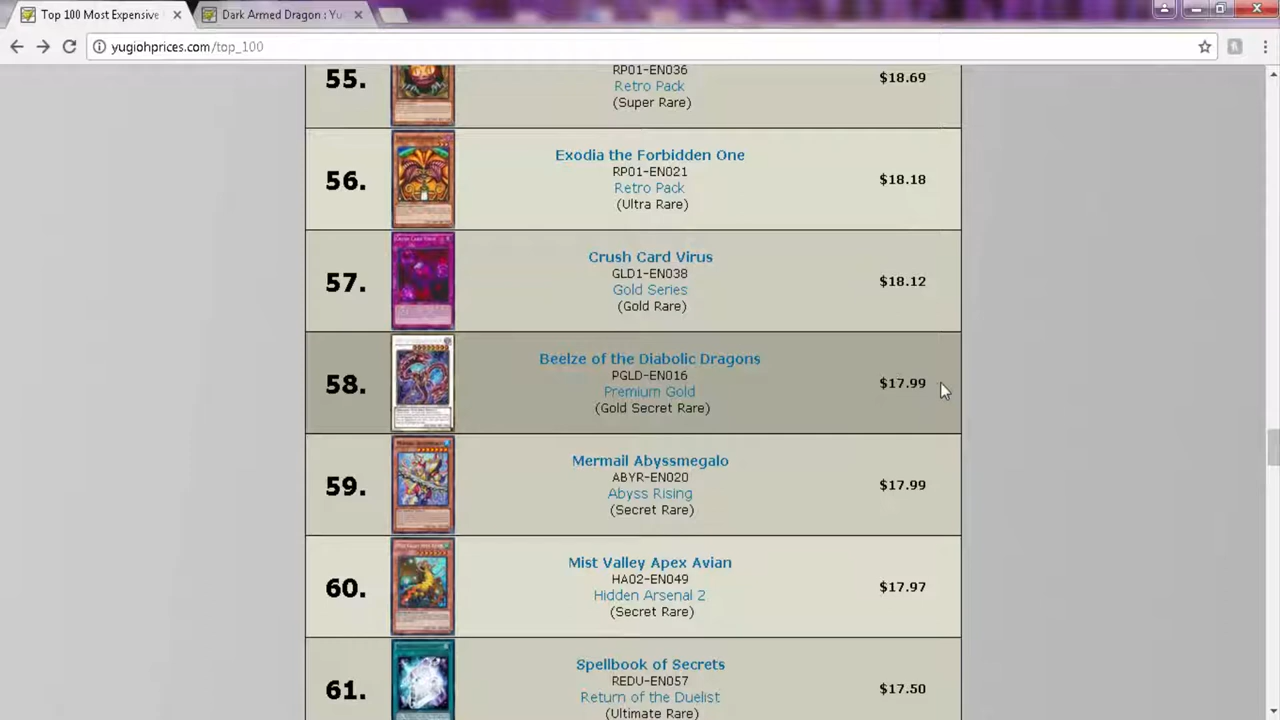 Top 100 Most Expensive
Dark Armed Dragon : Yu
yugiohprices.com/top_100
55.
RP01-EN036
Retro Pack
(Super Rare)
$18.69
56.
Exodia the Forbidden One
RP01-EN021
Retro Pack
(Ultra Rare)
$18.18
57.
Crush Card Virus
GLD1-EN038
Gold Series
(Gold Rare)
$18.12
58.
Beelze of the Diabolic Dragons
PGLD-EN016
Premium Gold
(Gold Secret Rare)
$17.99
59.
Mermail Abyssmegalo
ABYR-EN020
Abyss Rising
(Secret Rare)
$17.99
60.
Mist Valley Apex Avian
HA02-EN049
Hidden Arsenal 2
(Secret Rare)
$17.97
61.
Spellbook of Secrets
REDU-EN057
Return of the Duelist
(Ultimate Rare)
$17.50